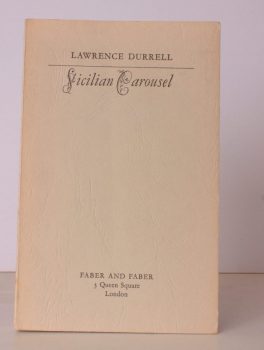 LAWRENCE DURRELL
Sicilian Carousel
FABER AND FABER
3 Queen Square
London